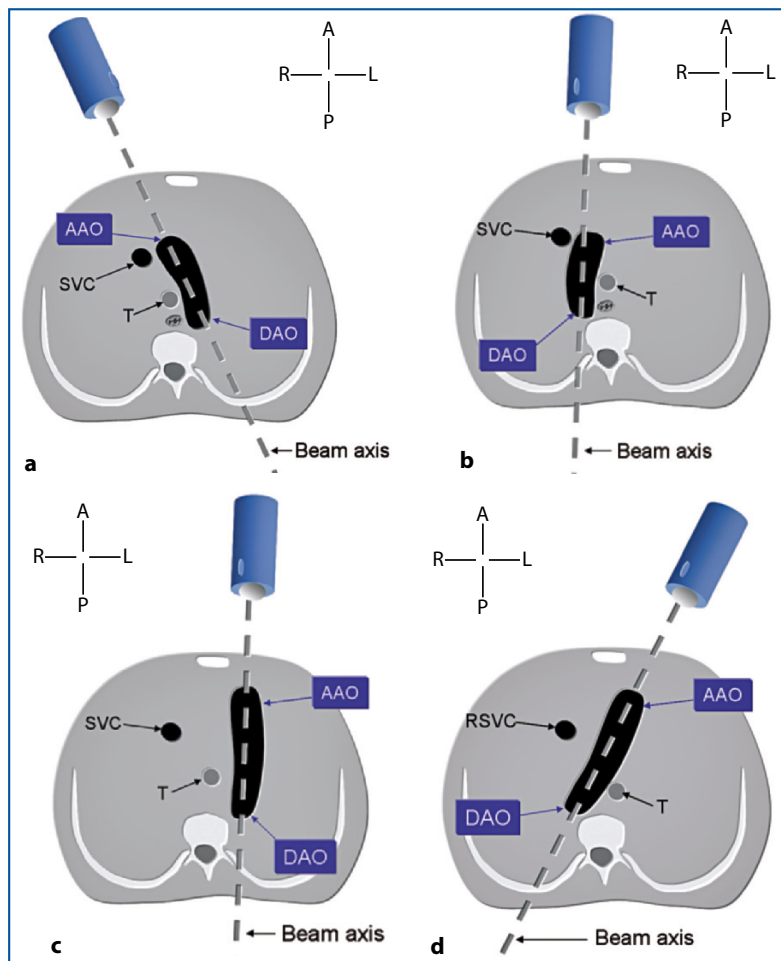 A
R L
P
AAO
SVC
T
DAO
Beam axis
a
A
R L
P
SVC
AAO
T
DAO
Beam axis
b
A
R L
P
AAO
SVC
T
DAO
Beam axis
c
A
R L
P
AAO
RSVC
T
DAO
Beam axis
d